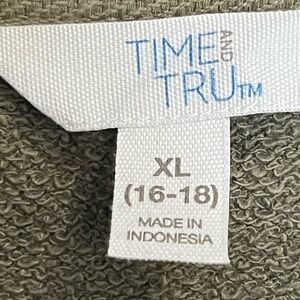 TIME AND
TRU™
XL
(16-18)
MADE IN
INDONESIA